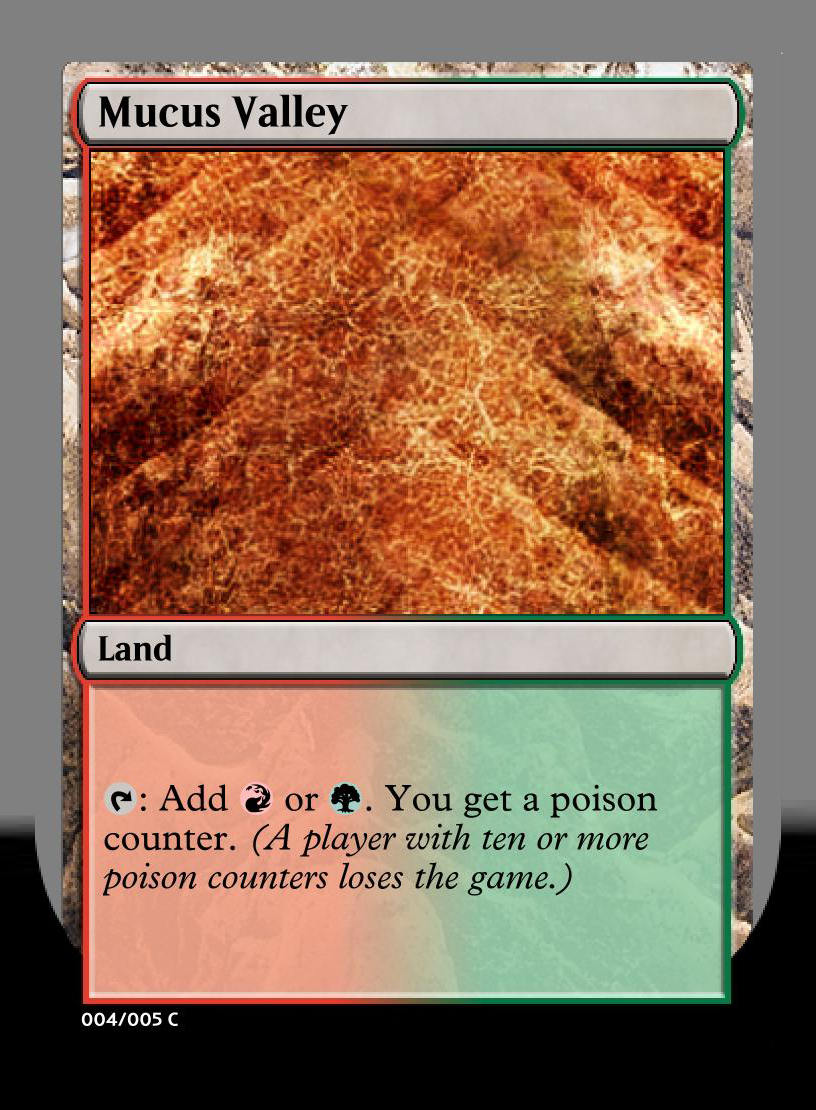 Mucus Valley
Land
: Add or . You get a poison
counter. (A player with ten or more
poison counters loses the game.)
004/005 C